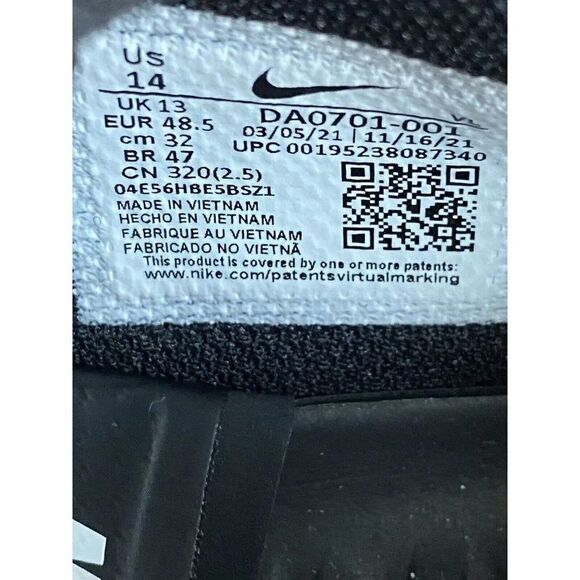 US
14
UK 13
EUR 48.5
cm 32
BR 47
CN 320(2.5)
04E56HBE5BSZ1
VL
DA0701-001
03/05/21 | 11/16/21
UPC 00195238087340
MADE IN VIETNAM
HECHO EN VIETNAM
FABRIQUE AU VIETNAM
FABRICADO NO VIETNÃ
This product is covered by one or more patents:
www.nike.com/patentsvirtualmarking